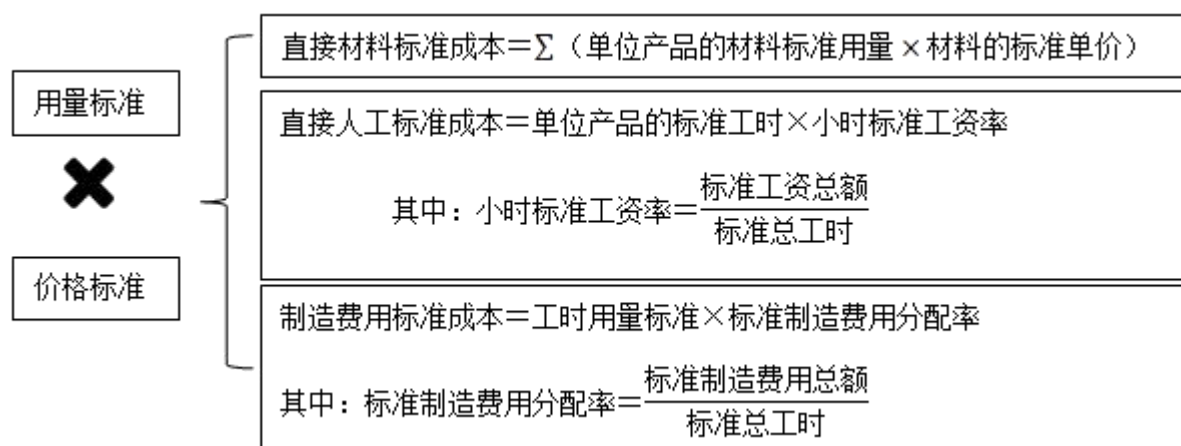 用量标准
✖
价格标准
直接材料标准成本＝∑（单位产品的材料标准用量×材料的标准单价）
直接人工标准成本＝单位产品的标准工时×小时标准工资率
其中：小时标准工资率＝标准工资总额
标准总工时
制造费用标准成本＝工时用量标准×标准制造费用分配率
其中：标准制造费用分配率＝标准制造费用总额
标准总工时